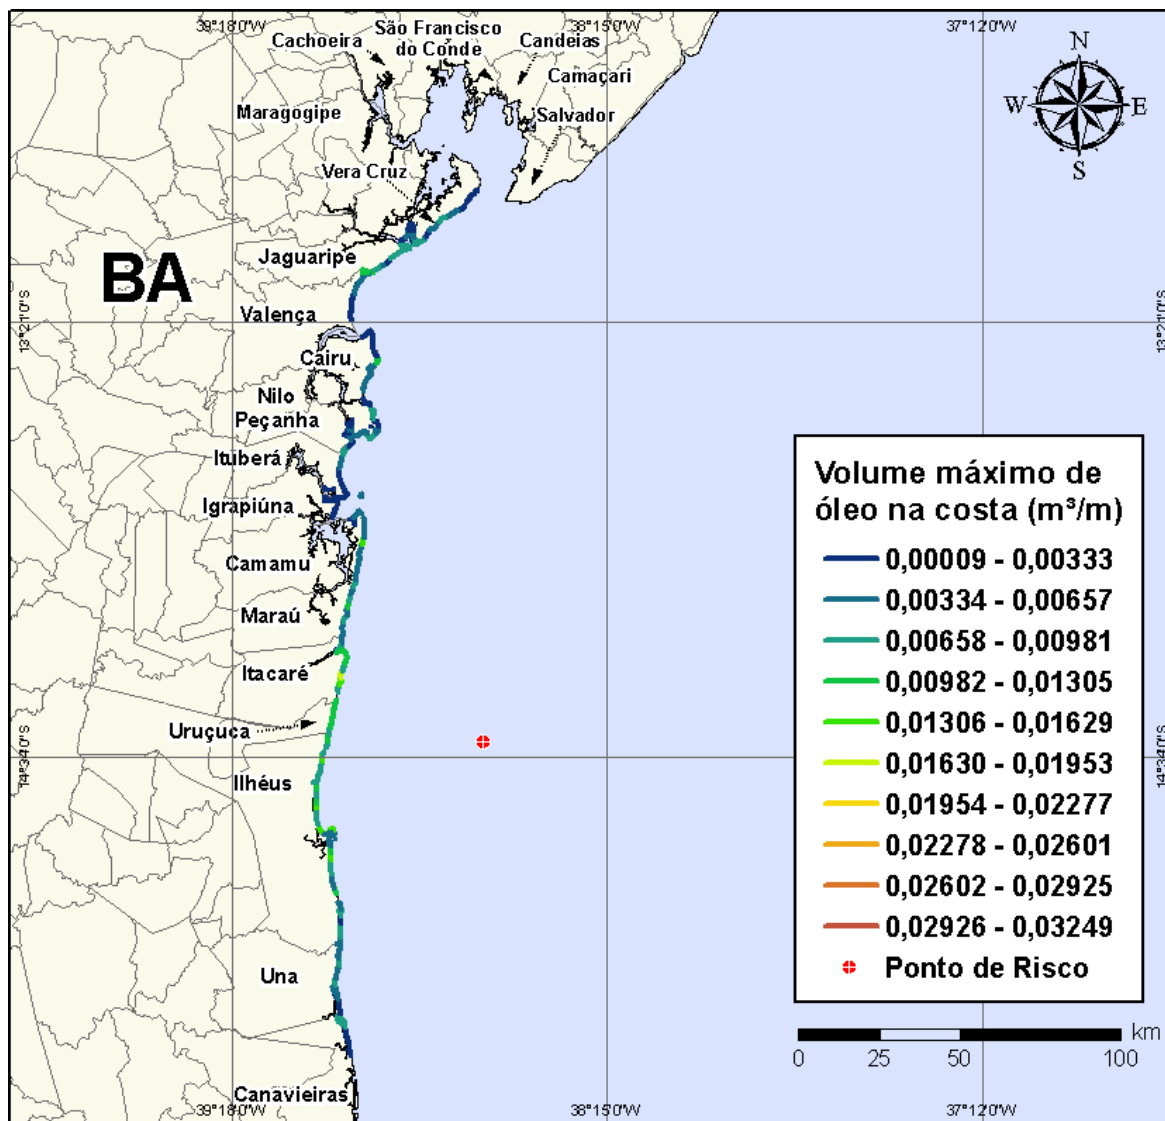 39°18'0"W
38°15'0"W
37°12'0"W
São Francisco
do Conde
Cachoeira
Candeias
Camaçari
Maragogipe
Salvador
Vera Cruz
N
W
E
S
Jaguaripe
BA
Valença
13°21'0"S
13°21'0"S
Cairu
Nilo
Peçanha
Ituberá
Igrapiúna
Camamu
Maraú
Itacaré
Uruçuca
Ilhéus
14°34'0"S
14°34'0"S
Una
Canavieiras
Volume máximo de
óleo na costa (m³/m)
0,00009 - 0,00333
0,00334 - 0,00657
0,00658 - 0,00981
0,00982 - 0,01305
0,01306 - 0,01629
0,01630 - 0,01953
0,01954 - 0,02277
0,02278 - 0,02601
0,02602 - 0,02925
0,02926 - 0,03249
Ponto de Risco
km
0 25 50 100
39°18'0"W
38°15'0"W
37°12'0"W